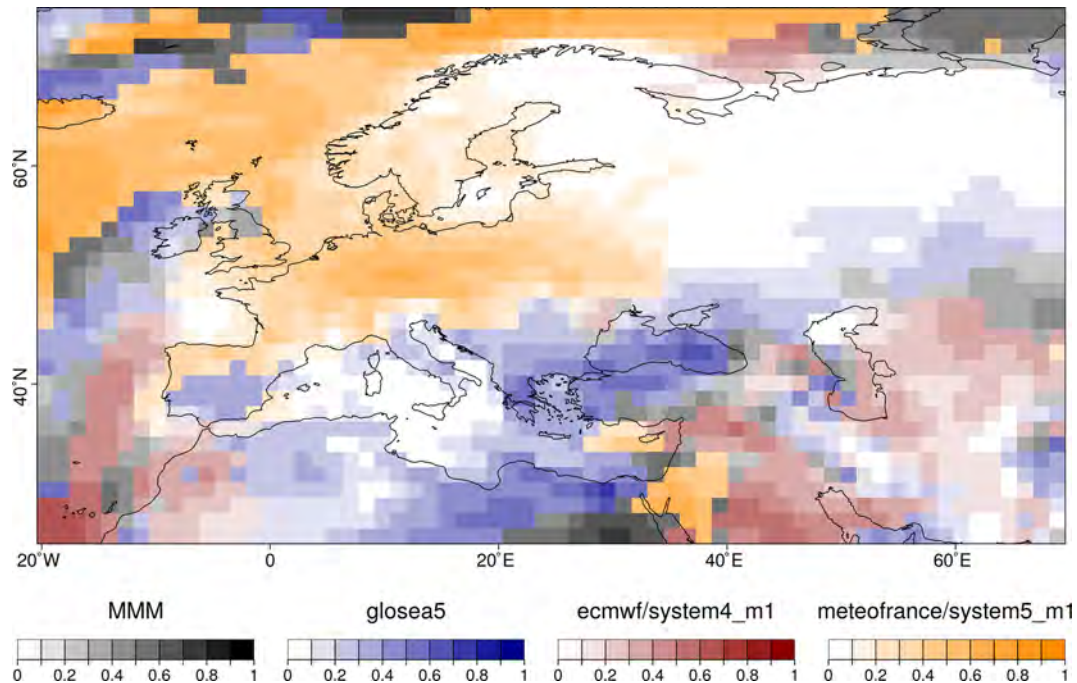 60°N
40°N
20°W 0 20°E 40°E 60°E
MMM glosea5 ecmwf/system4_m1 meteofrance/system5_m1
0 0.2 0.4 0.6 0.8 1 0 0.2 0.4 0.6 0.8 1 0 0.2 0.4 0.6 0.8 1 0 0.2 0.4 0.6 0.8 1